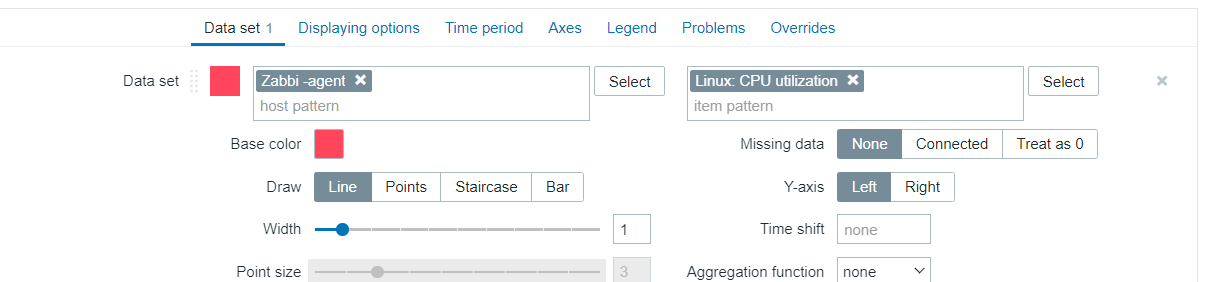 Data set 1 Displaying options Time period Axes Legend Problems Overrides
Data set Zabbi -agent Select Linux: CPU utilization Select
host pattern item pattern
Base color Missing data None Connected Treat as 0
Draw Line Points Staircase Bar Y-axis Left Right
Width 1 Time shift none
Point size 3 Aggregation function none